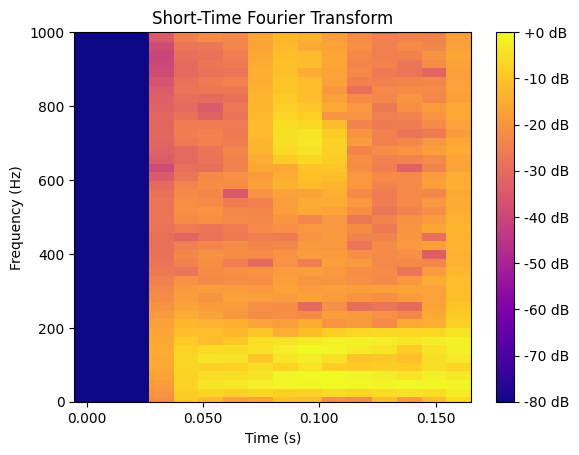 Short-Time Fourier Transform
1000
800
600
400
200
0
Frequency (Hz)
0.000
0.050
0.100
0.150
Time (s)
+0 dB
-10 dB
-20 dB
-30 dB
-40 dB
-50 dB
-60 dB
-70 dB
-80 dB